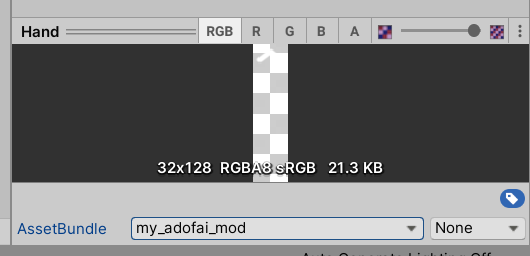 Hand RGB R G B A
32x128 RGBA8 sRGB 21.3 KB
AssetBundle my_adofai_mod None
Auto Generate Lighting Off